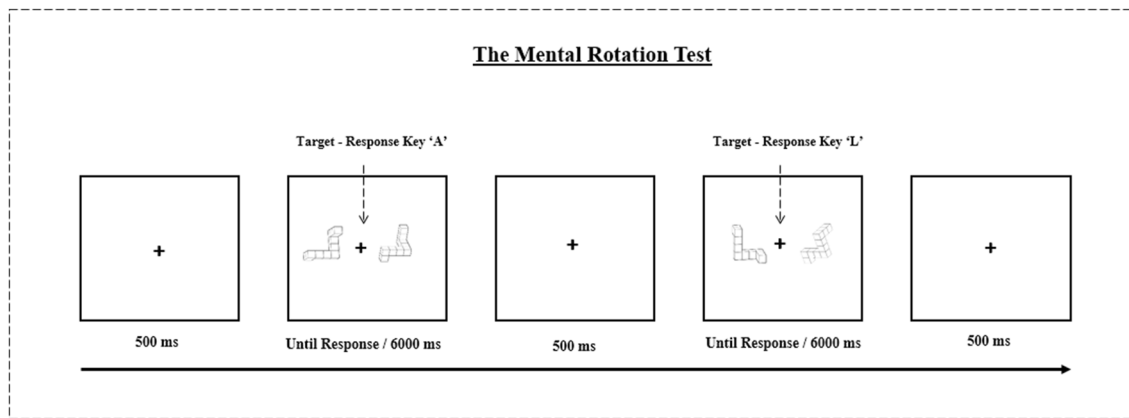 The Mental Rotation Test
Target - Response Key ‘A’
Target - Response Key ‘L’
500 ms
Until Response / 6000 ms
500 ms
Until Response / 6000 ms
500 ms